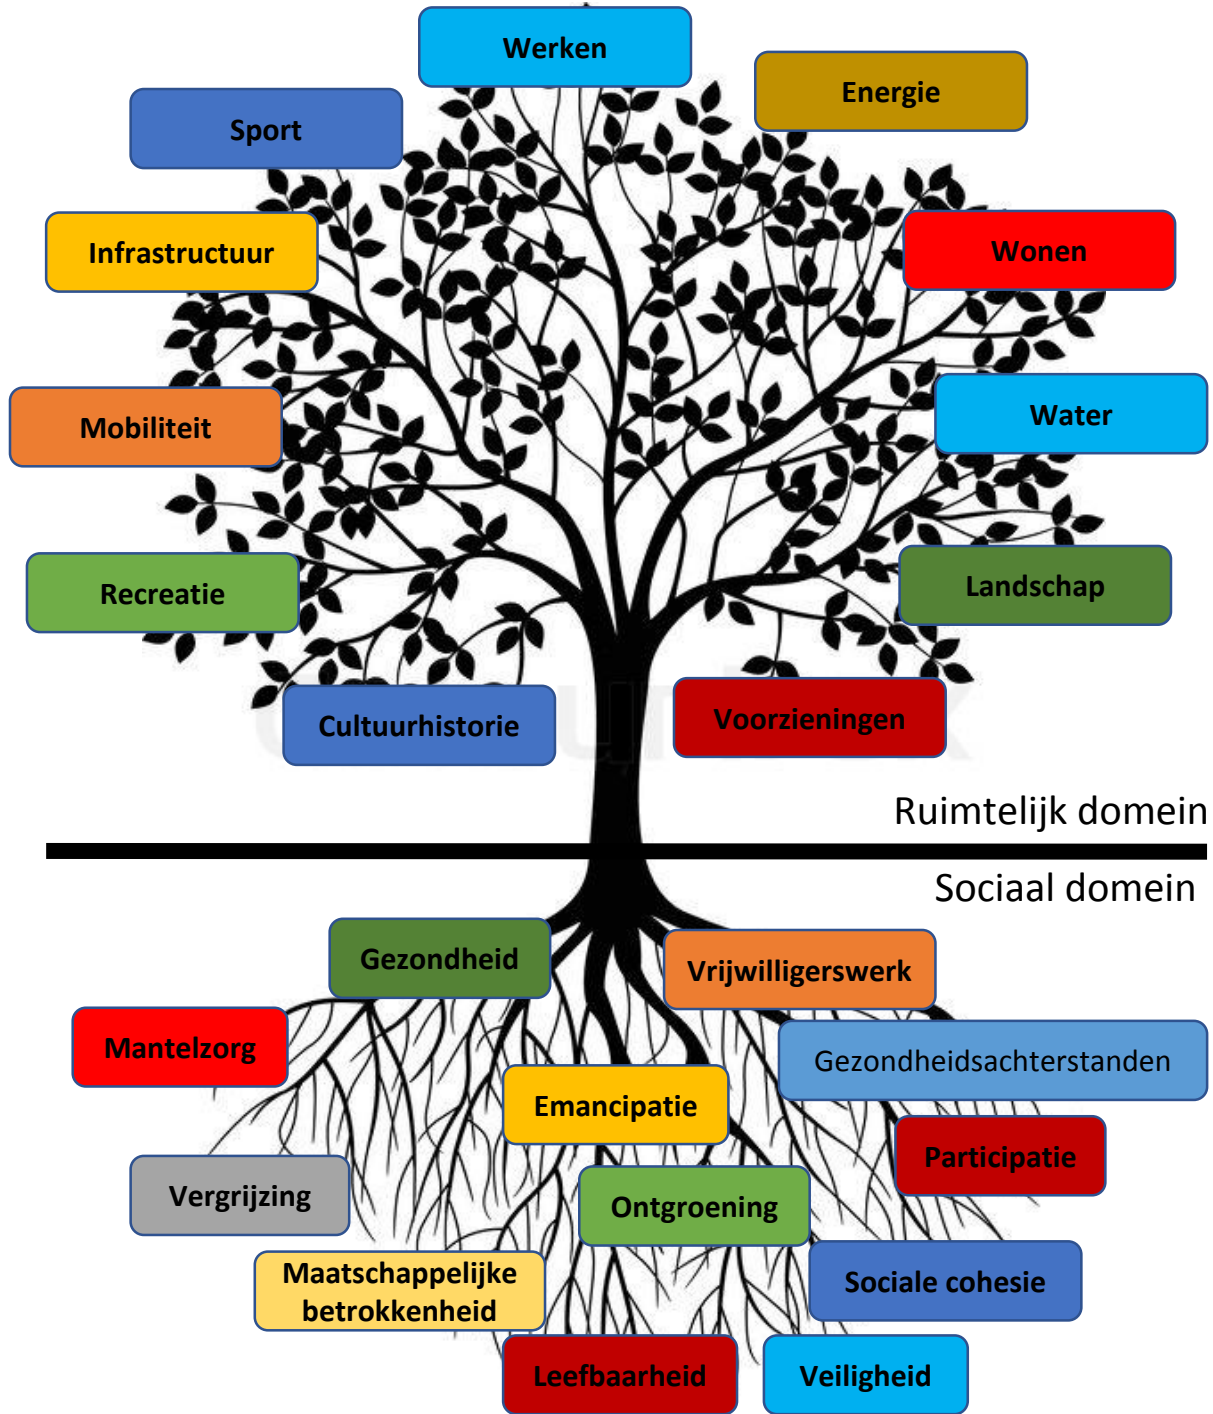 Werken
Energie
Sport
Infrastructuur
Wonen
Mobiliteit
Water
Recreatie
Landschap
Cultuurhistorie
Voorzieningen
Ruimtelijk domein
Sociaal domein
Gezondheid
Vrijwilligerswerk
Mantelzorg
Gezondheidsachterstanden
Emancipatie
Participatie
Vergrijzing
Ontgroening
Maatschappelijke
betrokkenheid
Sociale cohesie
Leefbaarheid
Veiligheid